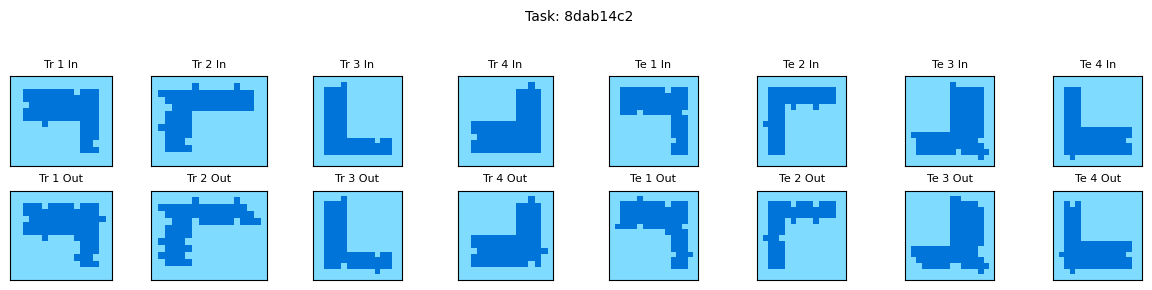 Task: 8dab14c2
Tr 1 In
Tr 2 In
Tr 3 In
Tr 4 In
Te 1 In
Te 2 In
Te 3 In
Te 4 In
Tr 1 Out
Tr 2 Out
Tr 3 Out
Tr 4 Out
Te 1 Out
Te 2 Out
Te 3 Out
Te 4 Out